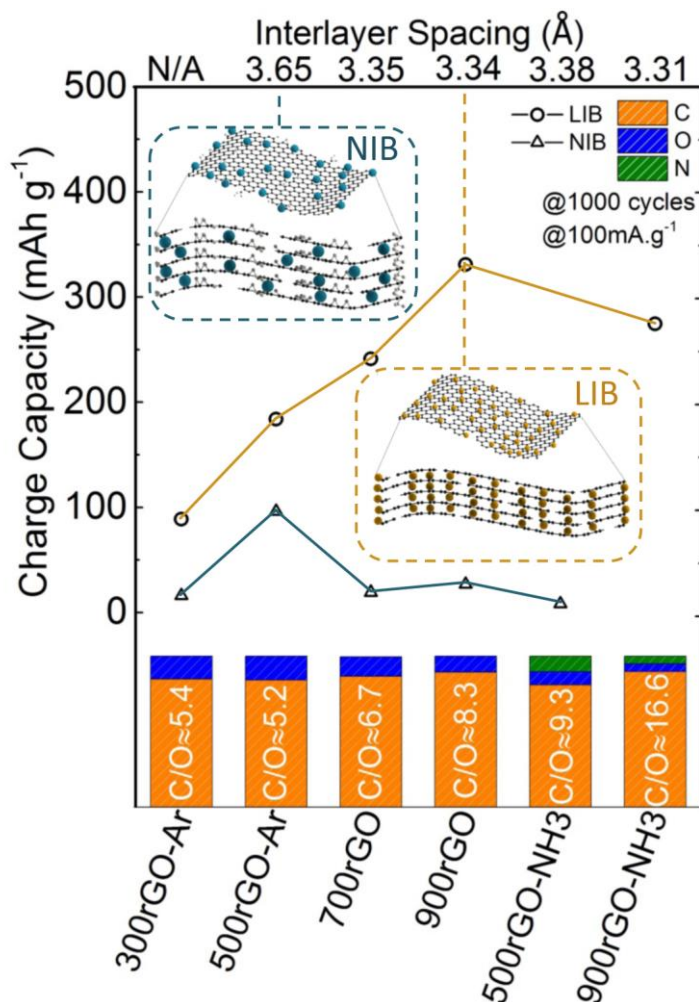 Interlayer Spacing (Å)
N/A 3.65 3.35 3.34 3.38 3.31
Charge Capacity (mAh g⁻¹)
500
400
300
200
100
0
LIB
NIB
C
O
N
@1000 cycles
@100mA.g⁻¹
NIB
LIB
C/O≈5.4
C/O≈5.2
C/O≈6.7
C/O≈8.3
C/O≈9.3
C/O≈16.6
300rGO-Ar
500rGO-Ar
700rGO
900rGO
500rGO-NH3
900rGO-NH3